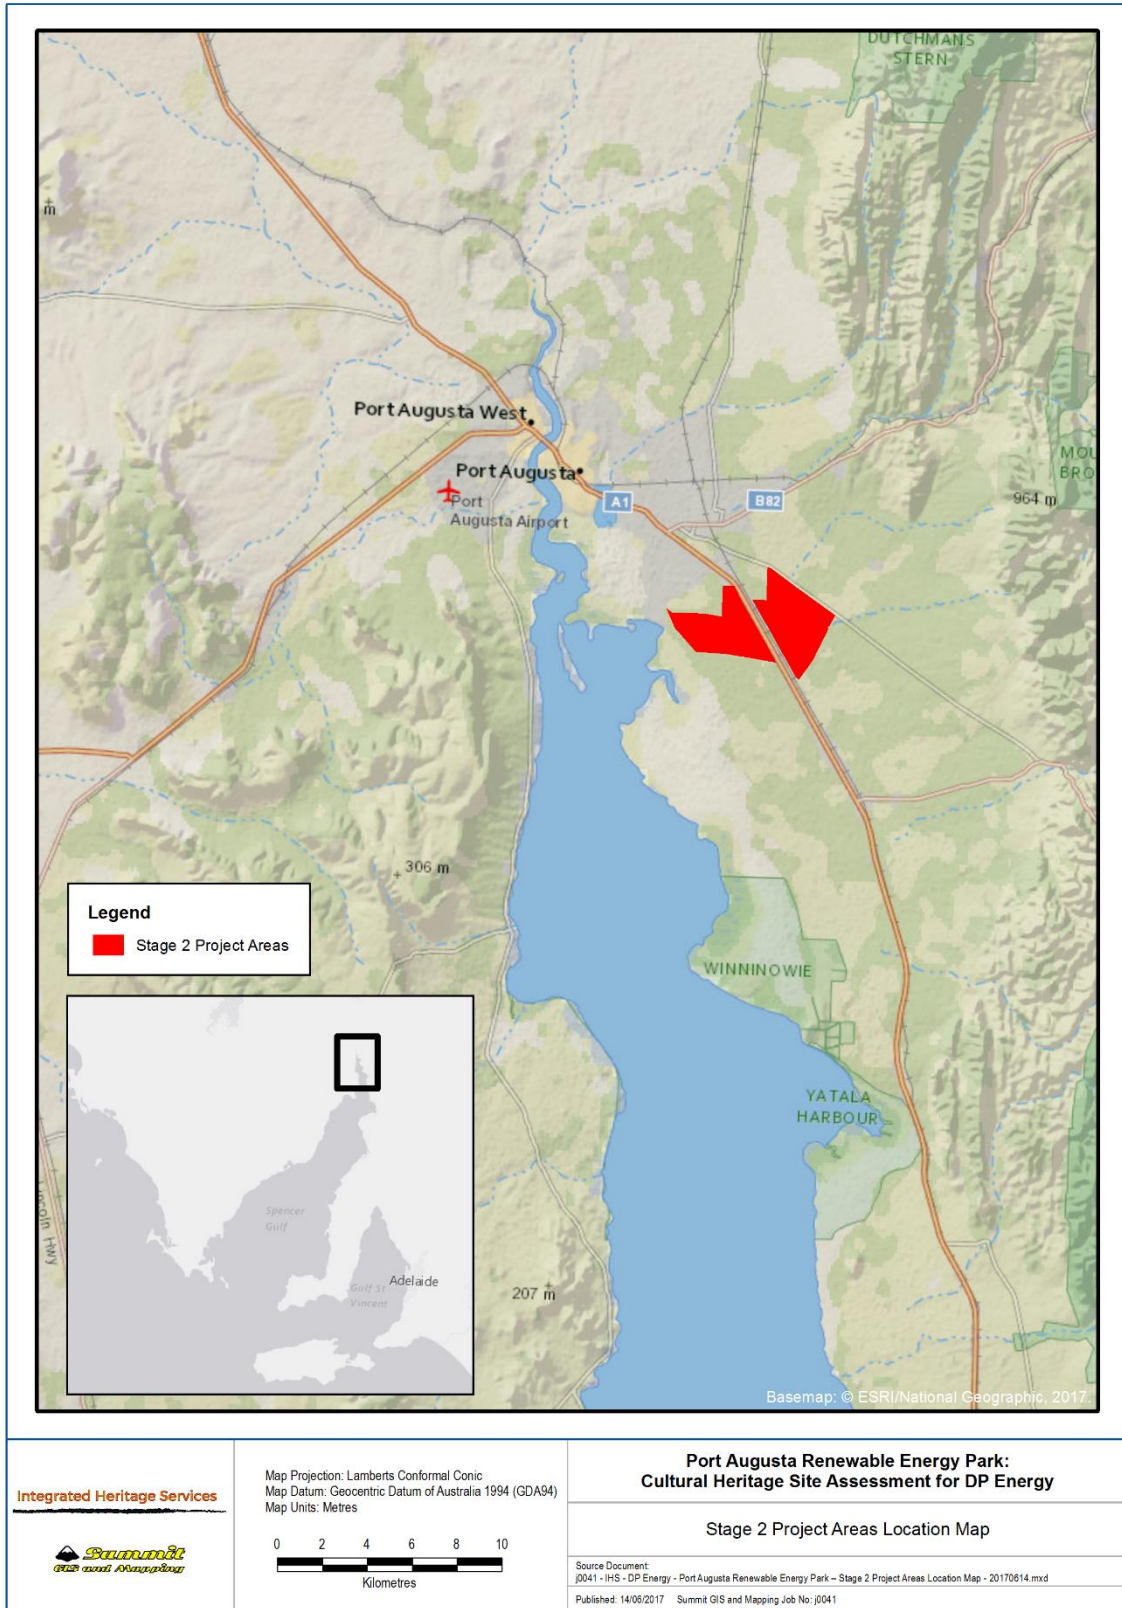 DUTCHMANS
STERN
m
Port Augusta West
Port Augusta
Port
Augusta Airport
A1
B82
MOU
BRO
964 m
306 m
WINNINOWIE
YATALA
HARBOUR
207 m
Legend
Stage 2 Project Areas
Spencer
Gulf
Gulf St
Vincent
Adelaide
Lincoln Hwy
Basemap: © ESRI/National Geographic, 2017.
Integrated Heritage Services
Summit
GIS and Mapping
Map Projection: Lamberts Conformal Conic
Map Datum: Geocentric Datum of Australia 1994 (GDA94)
Map Units: Metres
0 2 4 6 8 10
Kilometres
Port Augusta Renewable Energy Park:
Cultural Heritage Site Assessment for DP Energy
Stage 2 Project Areas Location Map
Source Document:
j0041 - IHS - DP Energy - Port Augusta Renewable Energy Park – Stage 2 Project Areas Location Map - 20170614.mxd
Published: 14/06/2017 Summit GIS and Mapping Job No: j0041